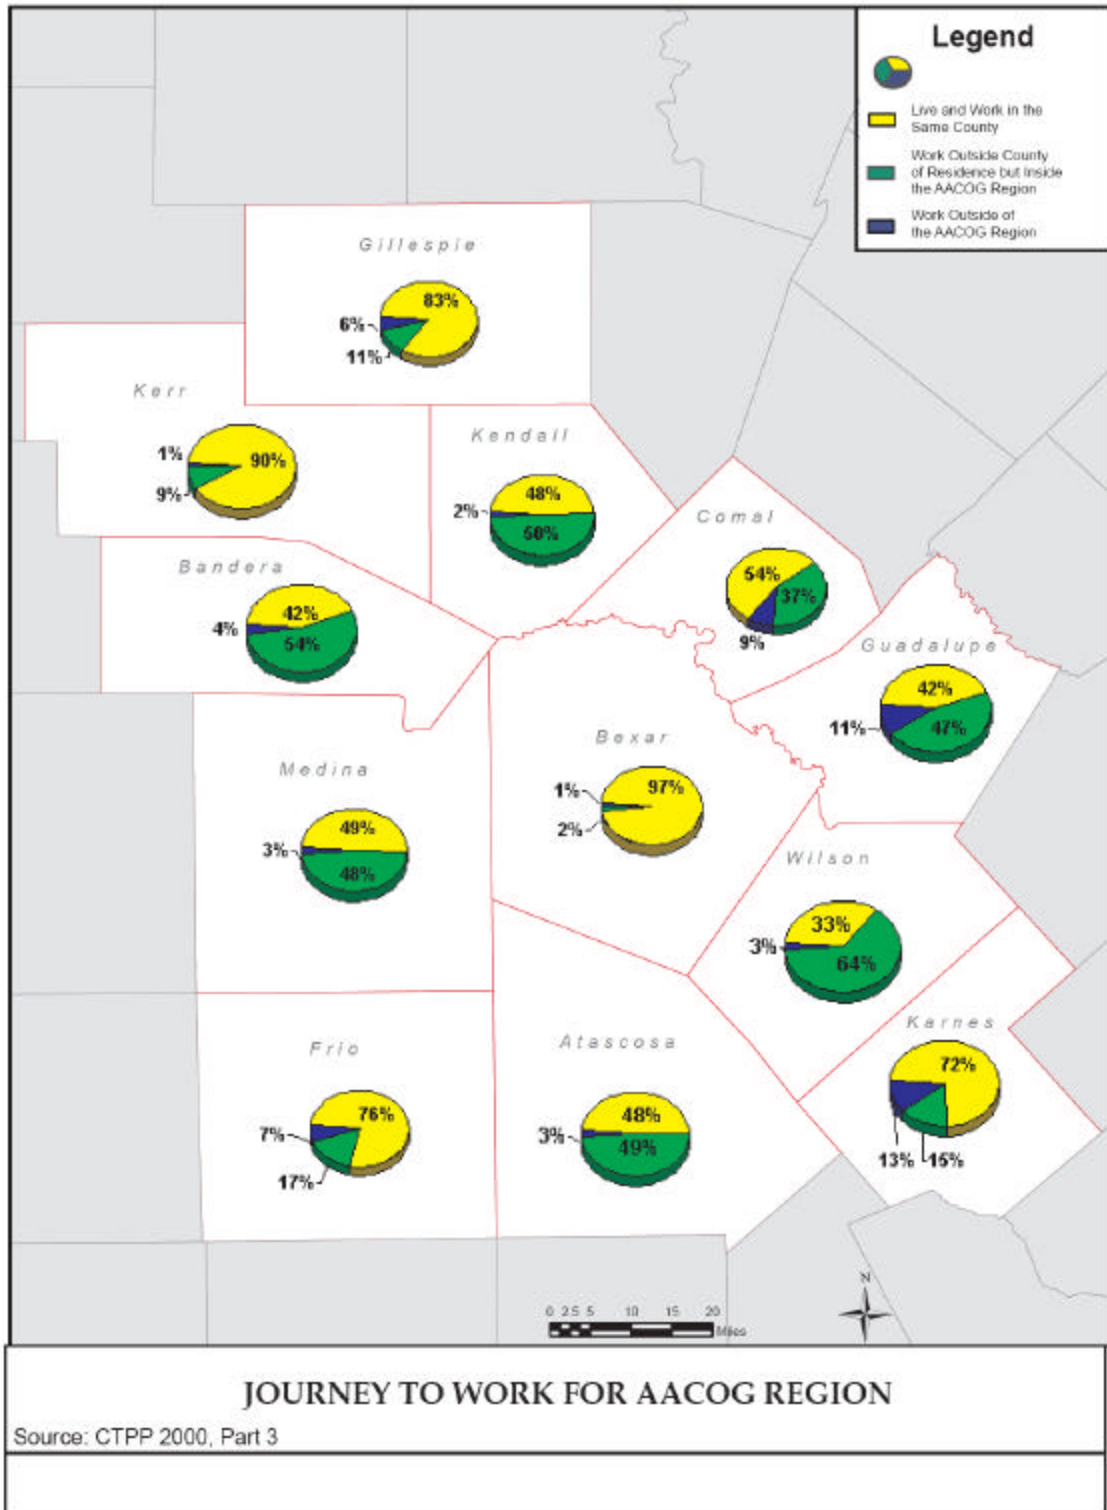 Legend
Live and Work in the
Same County
Work Outside County
of Residence but Inside
the AACOG Region
Work Outside of
the AACOG Region
Gillespie
83%
6%
11%
Kerr
90%
1%
9%
Kendall
48%
2%
50%
Comal
54%
37%
9%
Bandera
42%
4%
54%
Guadalupe
42%
11%
47%
Medina
49%
3%
48%
Bexar
97%
1%
2%
Wilson
33%
3%
64%
Karnes
72%
13%
15%
Frio
76%
7%
17%
Atascosa
48%
3%
49%
N
0 2.5 5 10 15 20
Miles
JOURNEY TO WORK FOR AACOG REGION
Source: CTPP 2000, Part 3